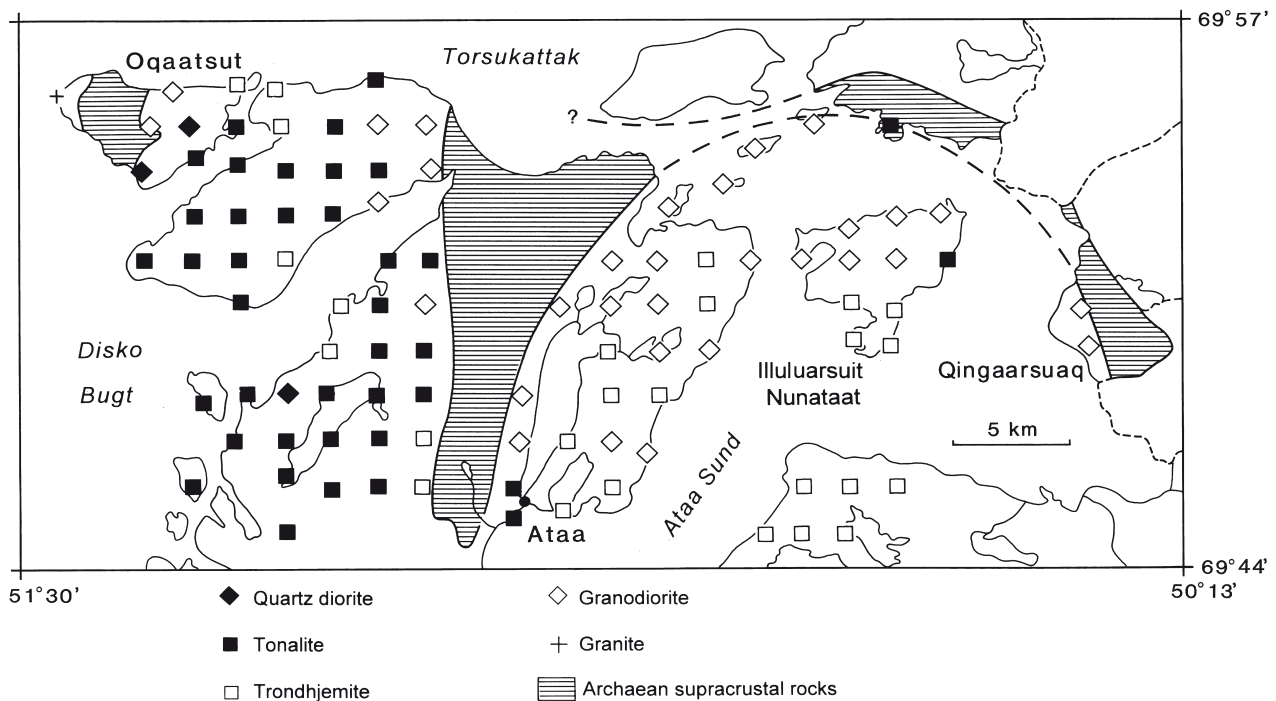 69°57'
Oqaatsut
Torsukattak
?
Disko
Bugt
Illuluarsuit
Nunataat
Qingaarsuaq
5 km
Ataa Sund
Ataa
69°44'
51°30'
50°13'
Quartz diorite
Granodiorite
Tonalite
Granite
Trondhjemite
Archaean supracrustal rocks